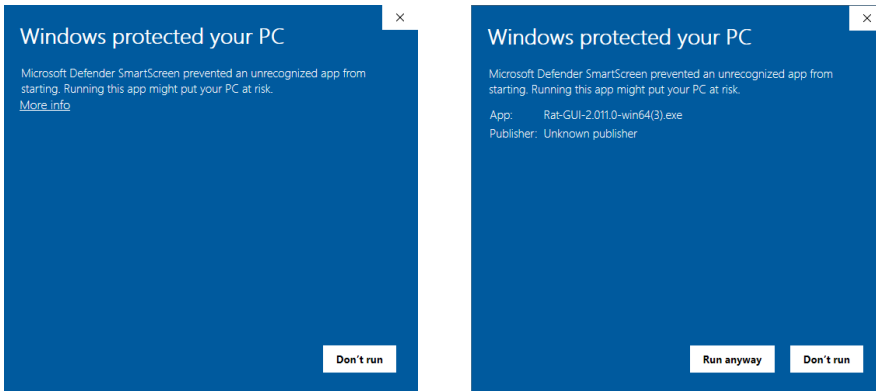 Windows protected your PC
Microsoft Defender SmartScreen prevented an unrecognized app from
starting. Running this app might put your PC at risk.
More info
Don't run
Windows protected your PC
Microsoft Defender SmartScreen prevented an unrecognized app from
starting. Running this app might put your PC at risk.
App: Rat-GUI-2.011.0-win64(3).exe
Publisher: Unknown publisher
Run anyway Don't run